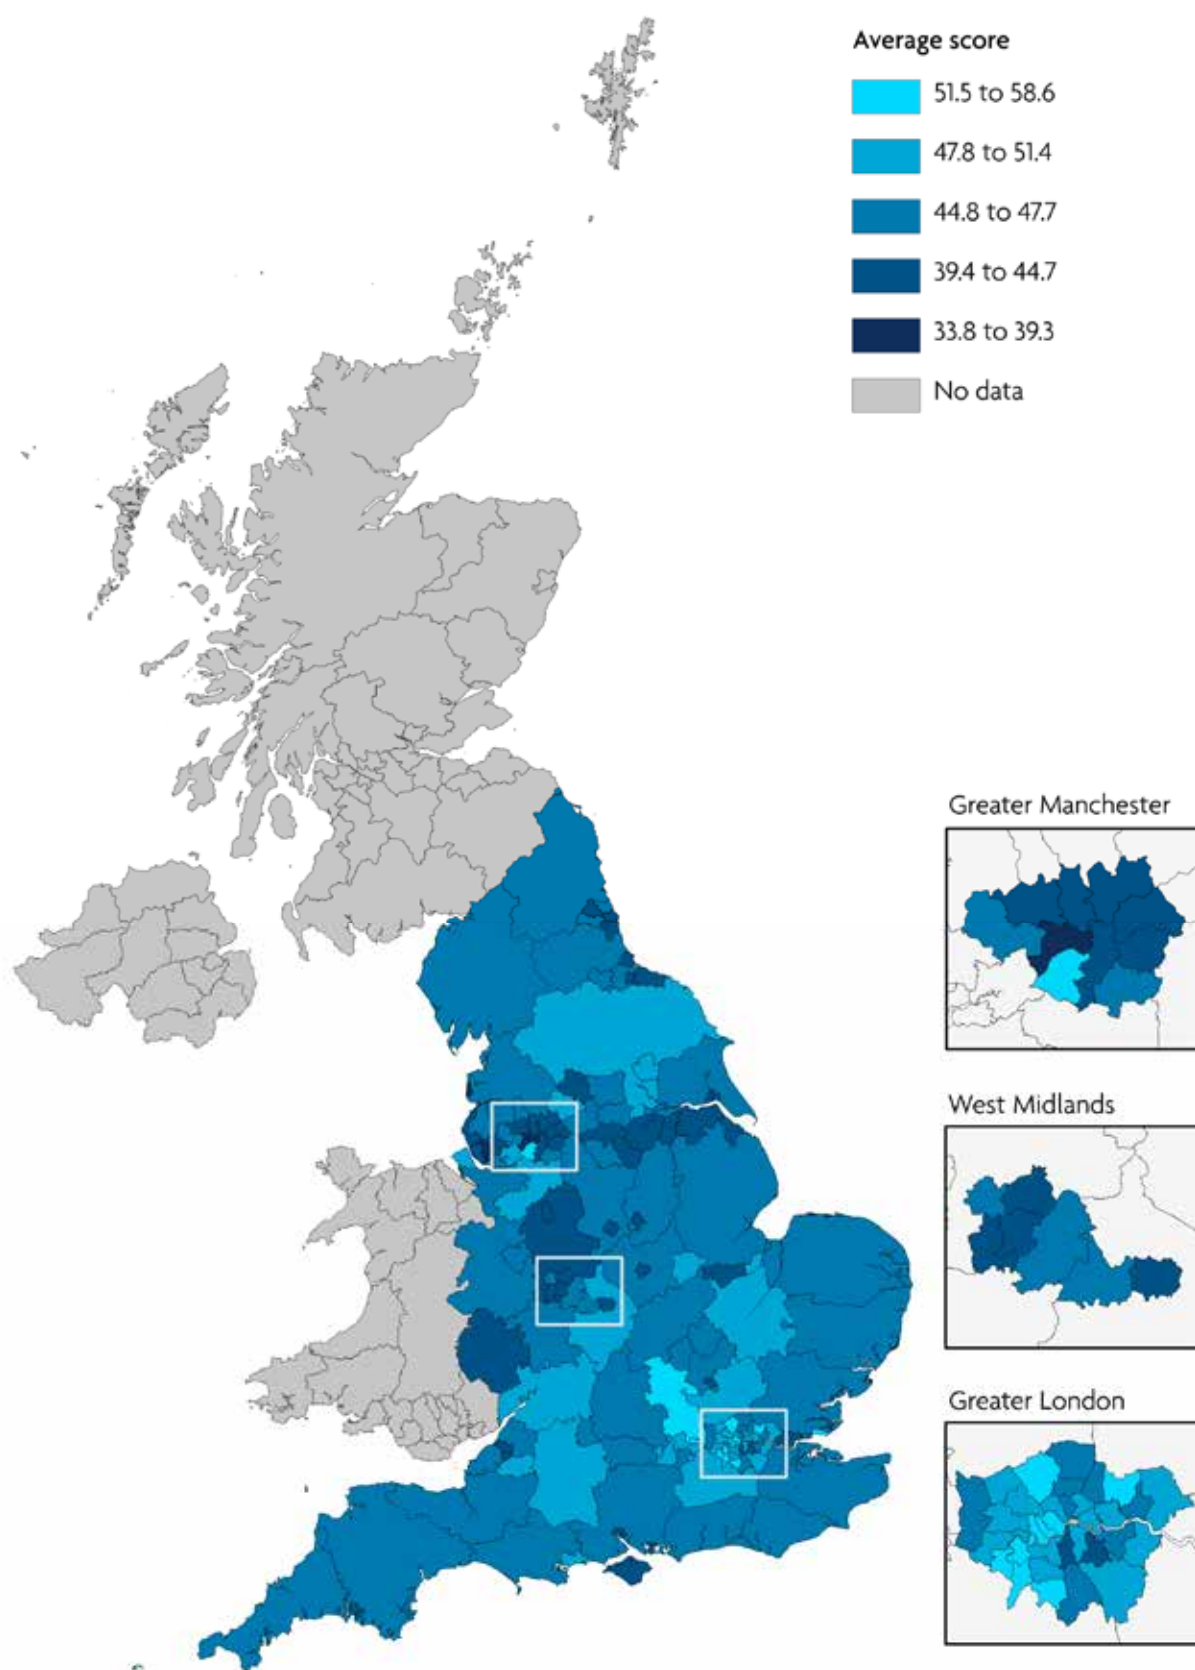 Average score
51.5 to 58.6
47.8 to 51.4
44.8 to 47.7
39.4 to 44.7
33.8 to 39.3
No data
Greater Manchester
West Midlands
Greater London